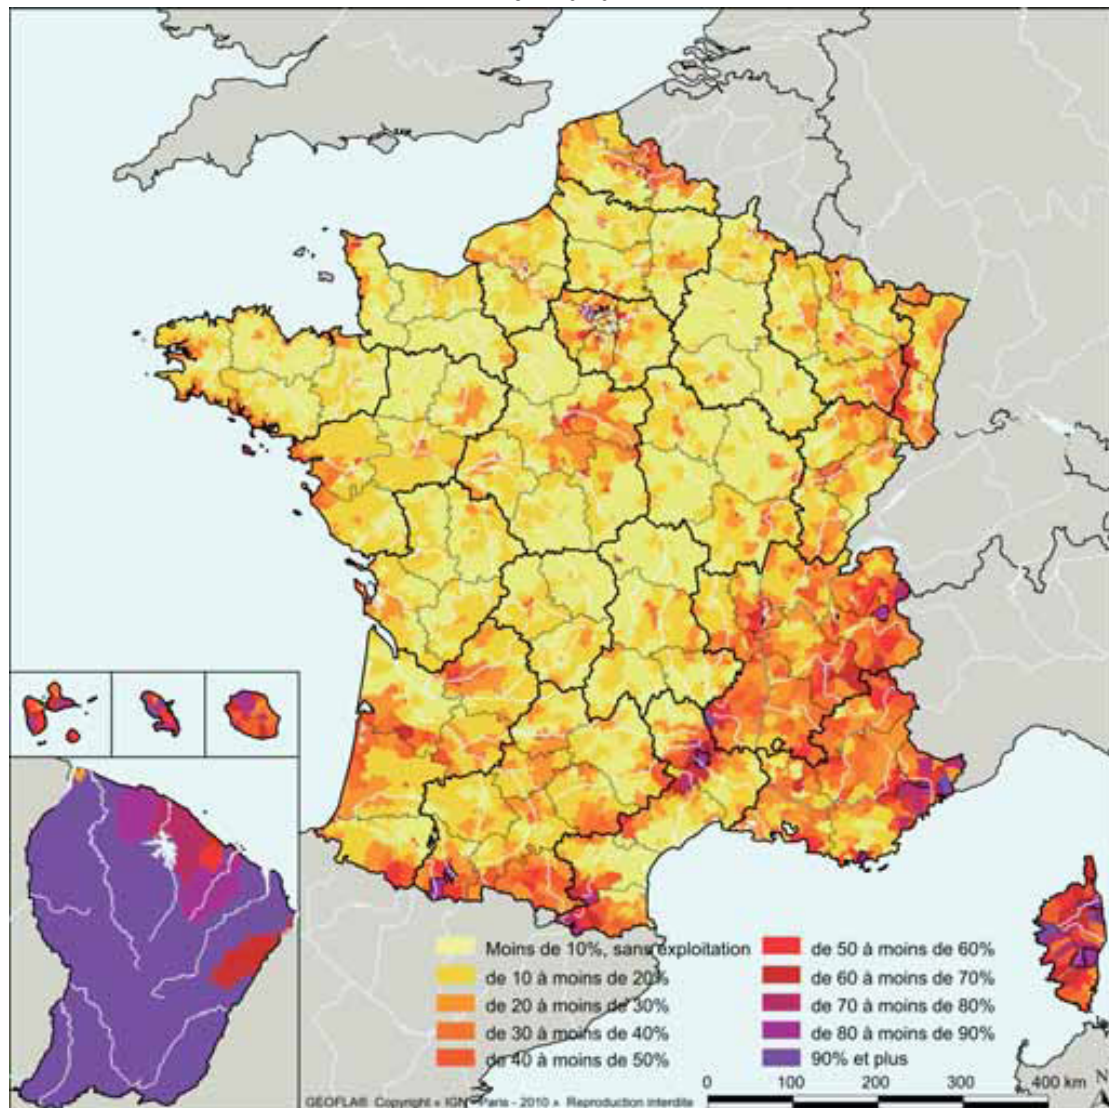 Moins de 10%, sans exploitation
de 10 à moins de 20%
de 20 à moins de 30%
de 30 à moins de 40%
de 40 à moins de 50%
de 50 à moins de 60%
de 60 à moins de 70%
de 70 à moins de 80%
de 80 à moins de 90%
90% et plus
0 100 200 300 400 km
N
GEOFLA® Copyright « IGN - Paris - 2010 » Reproduction interdite